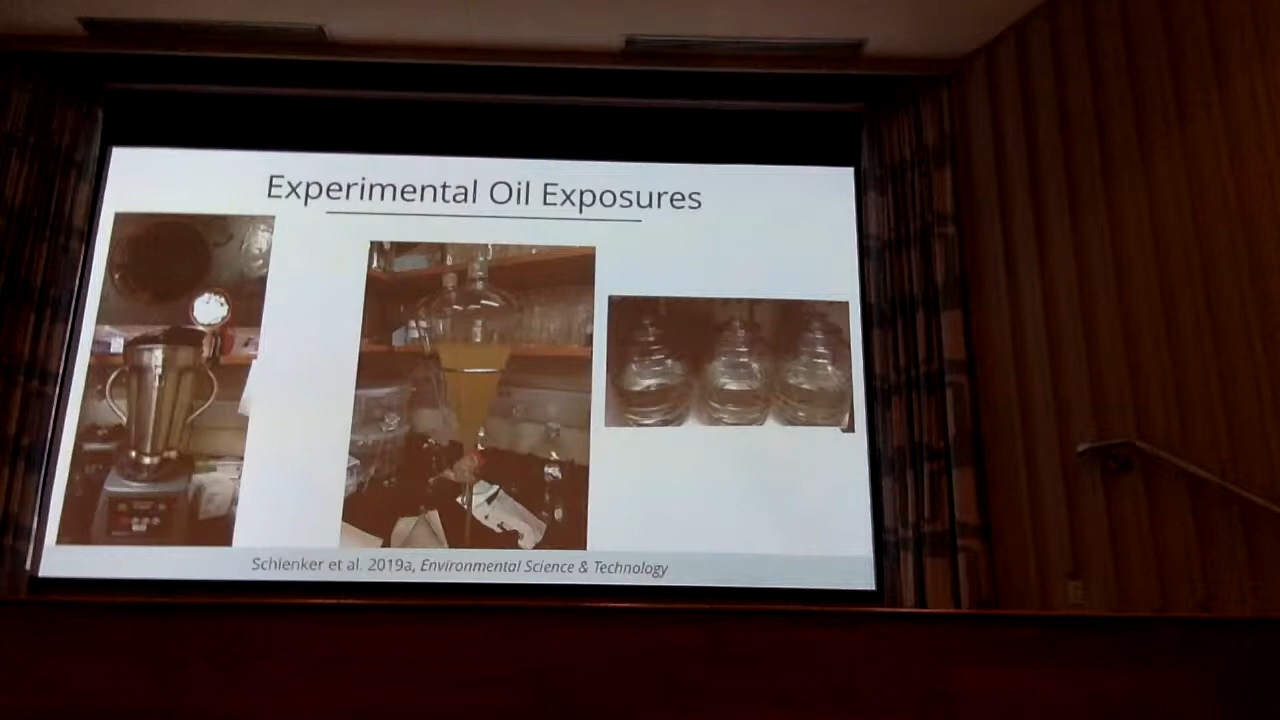 Experimental Oil Exposures
Schlenker et al. 2019a, Environmental Science & Technology